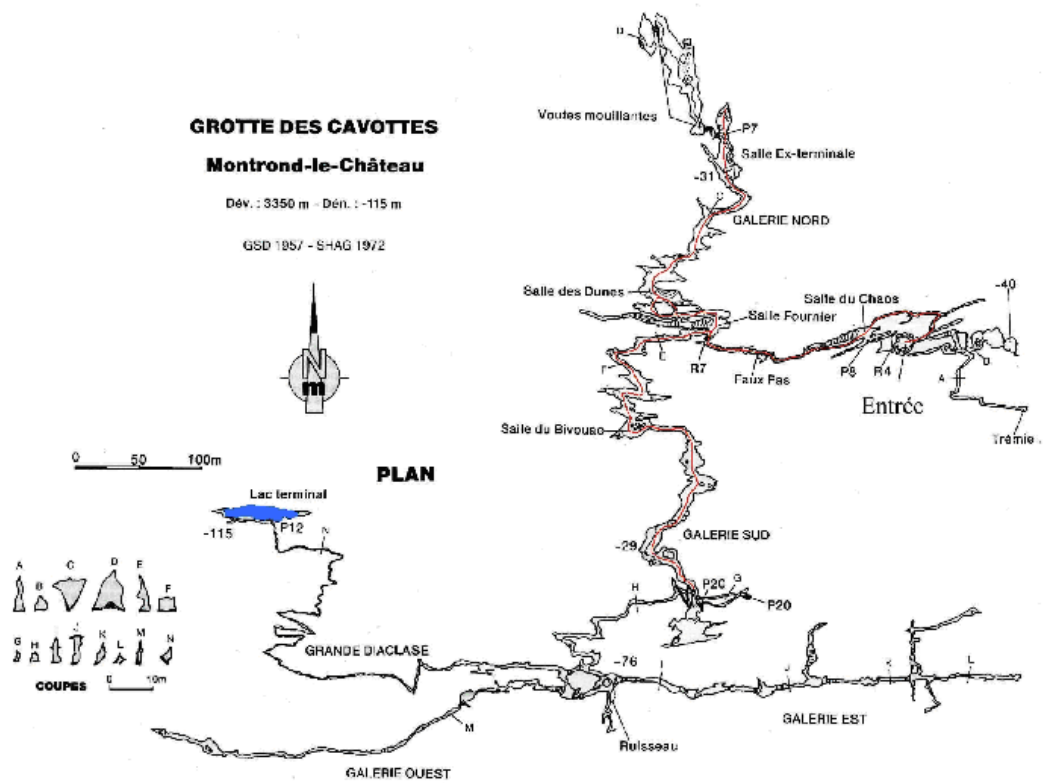 GROTTE DES CAVOTTES
Montrond-le-Château
Dév. : 3350 m - Dén. : -115 m
GSD 1957 - SHAG 1972
N
m
0 50 100m
PLAN
B
Voutes mouillantes
P7
Salle Ex-terminale
-31
C
GALERIE NORD
Salle des Dunes
Salle du Chaos
-40
Salle Fournier
E
F
R7
Faux Pas
P8
R4
D
A
Entrée
Trémie
Salle du Bivouac
Lac terminal
-115
P12
N
GALERIE SUD
-29
H
P20
G
P20
GRANDE DIACLASE
-76
I
J
K
L
M
Ruisseau
GALERIE EST
GALERIE OUEST
A B C D E F
G H I J K L M N
COUPES 0 10m